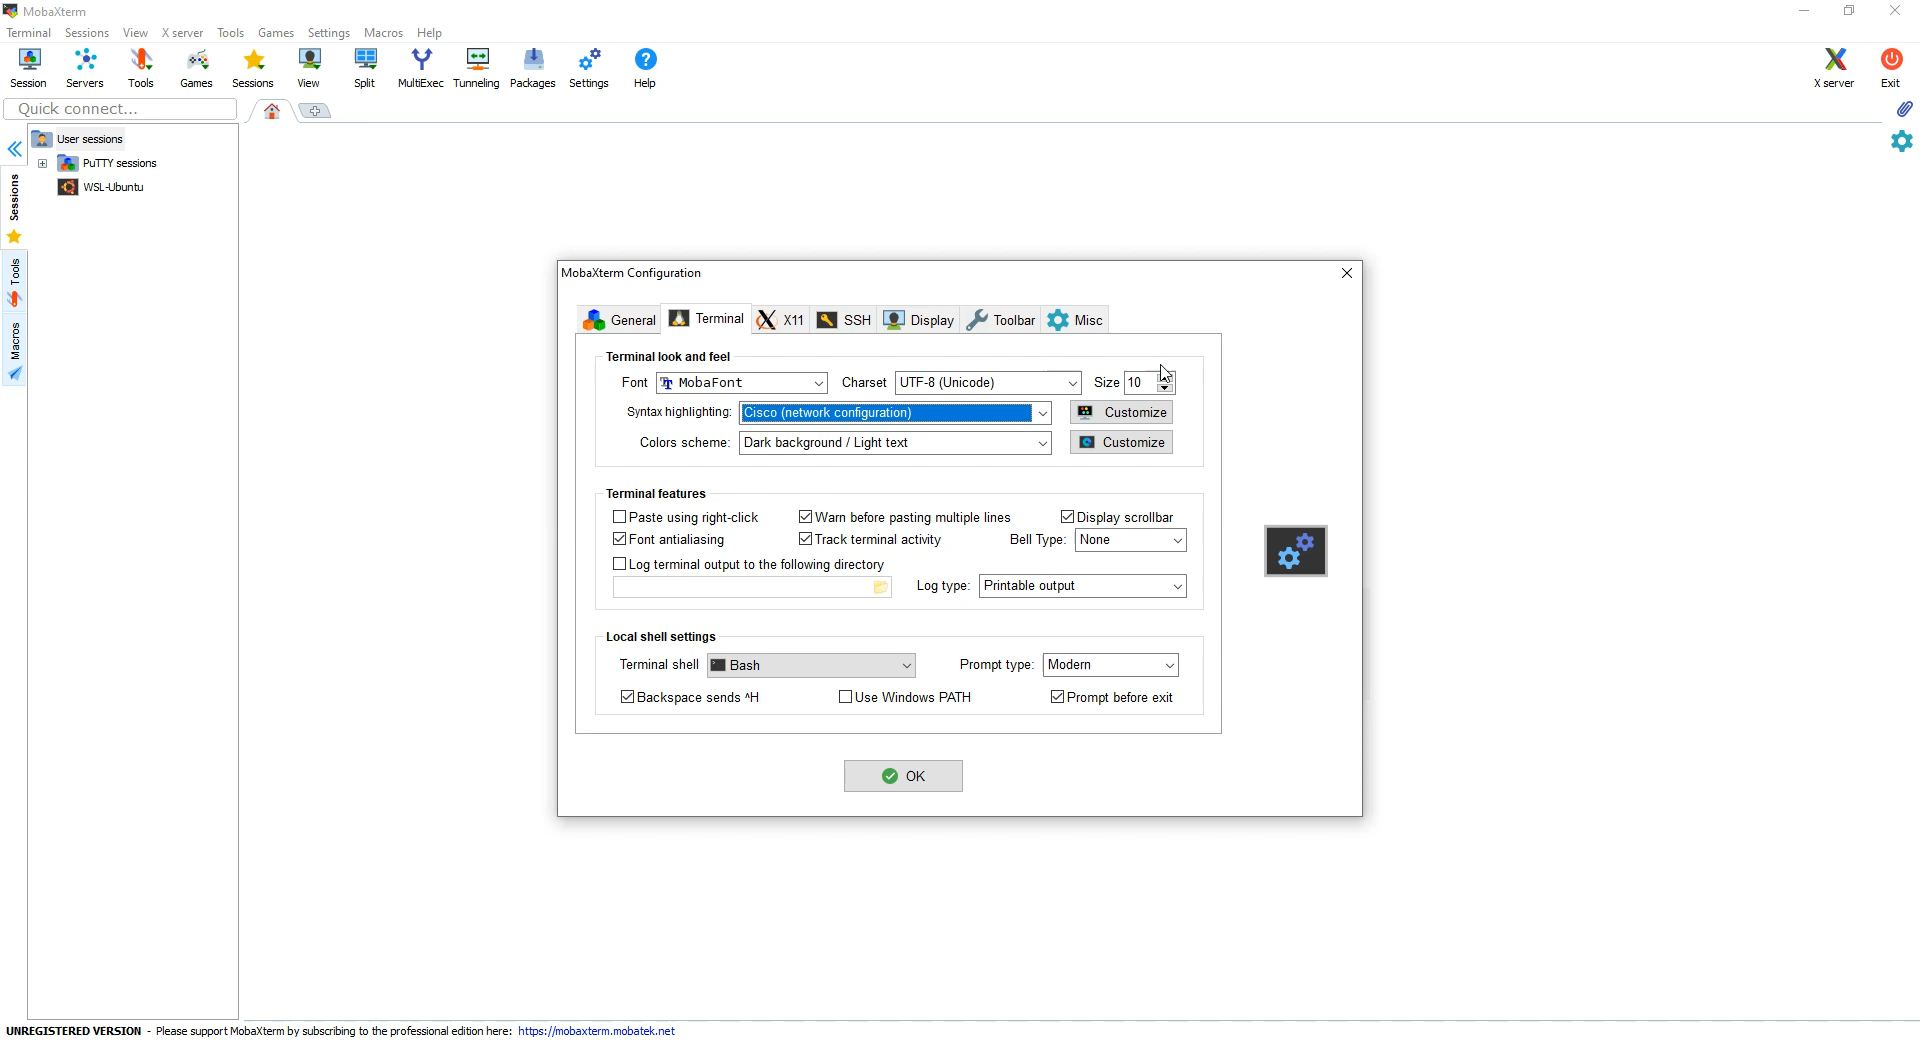 MobaXterm
Terminal Sessions View X server Tools Games Settings Macros Help
Session Servers Tools Games Sessions View Split MultiExec Tunneling Packages Settings Help X server Exit
Quick connect...
User sessions
PuTTY sessions
WSL-Ubuntu
Sessions
Tools
Macros
MobaXterm Configuration
General Terminal X11 SSH Display Toolbar Misc
Terminal look and feel
Font MobaFont Charset UTF-8 (Unicode) Size 10
Syntax highlighting: Cisco (network configuration) Customize
Colors scheme: Dark background / Light text Customize
Terminal features
Paste using right-click Warn before pasting multiple lines Display scrollbar
Font antialiasing Track terminal activity Bell Type: None
Log terminal output to the following directory
Log type: Printable output
Local shell settings
Terminal shell Bash Prompt type: Modern
Backspace sends ^H Use Windows PATH Prompt before exit
OK
UNREGISTERED VERSION - Please support MobaXterm by subscribing to the professional edition here: https://mobaxterm.mobatek.net